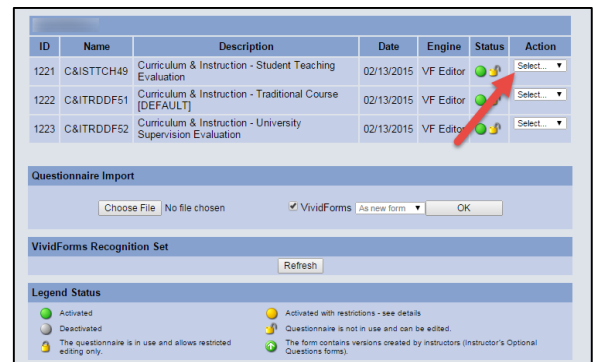 ID Name Description Date Engine Status Action
1221 C&ISTTCH49 Curriculum & Instruction - Student Teaching 02/13/2015 VF Editor Select...
Evaluation
1222 C&ITRDDF51 Curriculum & Instruction - Traditional Course 02/13/2015 VF Editor Select...
[DEFAULT]
1223 C&ITRDDF52 Curriculum & Instruction - University 02/13/2015 VF Editor Select...
Supervision Evaluation
Questionnaire Import
Choose File No file chosen VividForms As new form OK
VividForms Recognition Set
Refresh
Legend Status
Activated Activated with restrictions - see details
Deactivated Questionnaire is not in use and can be edited.
The questionnaire is in use and allows restricted The form contains versions created by instructors (Instructor's Optional
editing only. Questions forms).